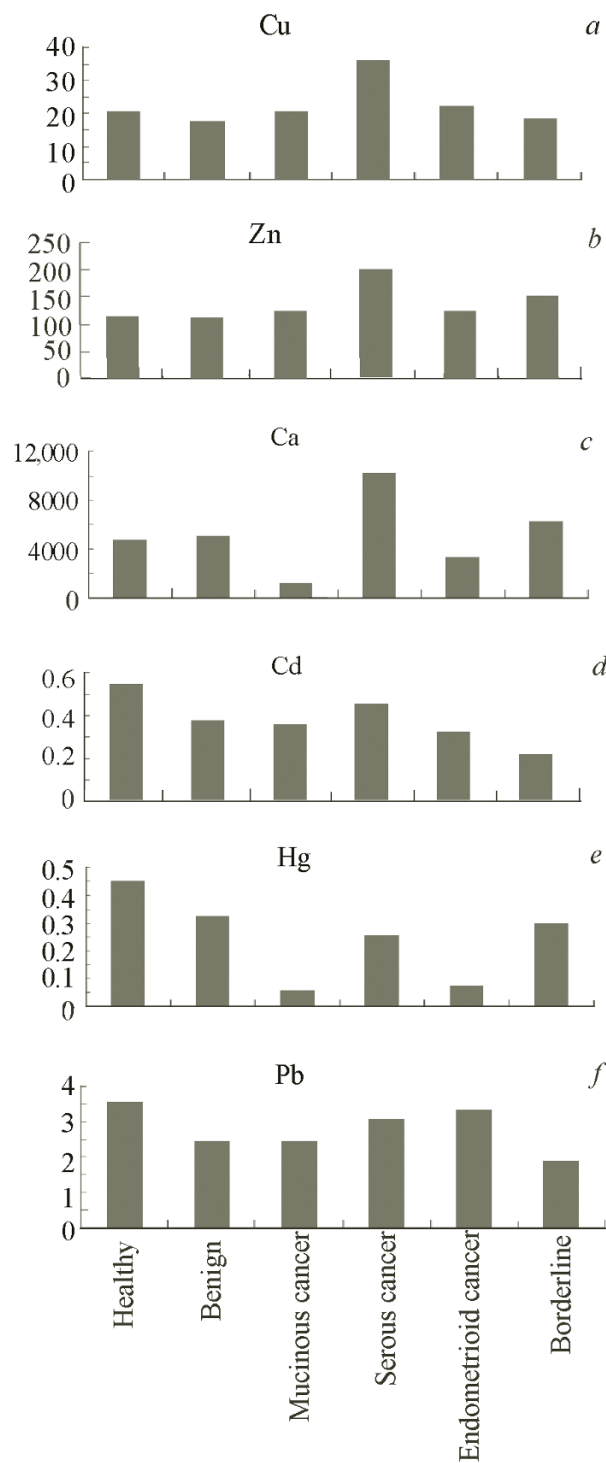 Cu a
40
30
20
10
0
Zn b
250
200
150
100
50
0
Ca c
12,000
8000
4000
0
Cd d
0.6
0.4
0.2
0
Hg e
0.5
0.4
0.3
0.2
0.1
0
Pb f
4
3
2
1
0
Healthy
Benign
Mucinous cancer
Serous cancer
Endometrioid cancer
Borderline